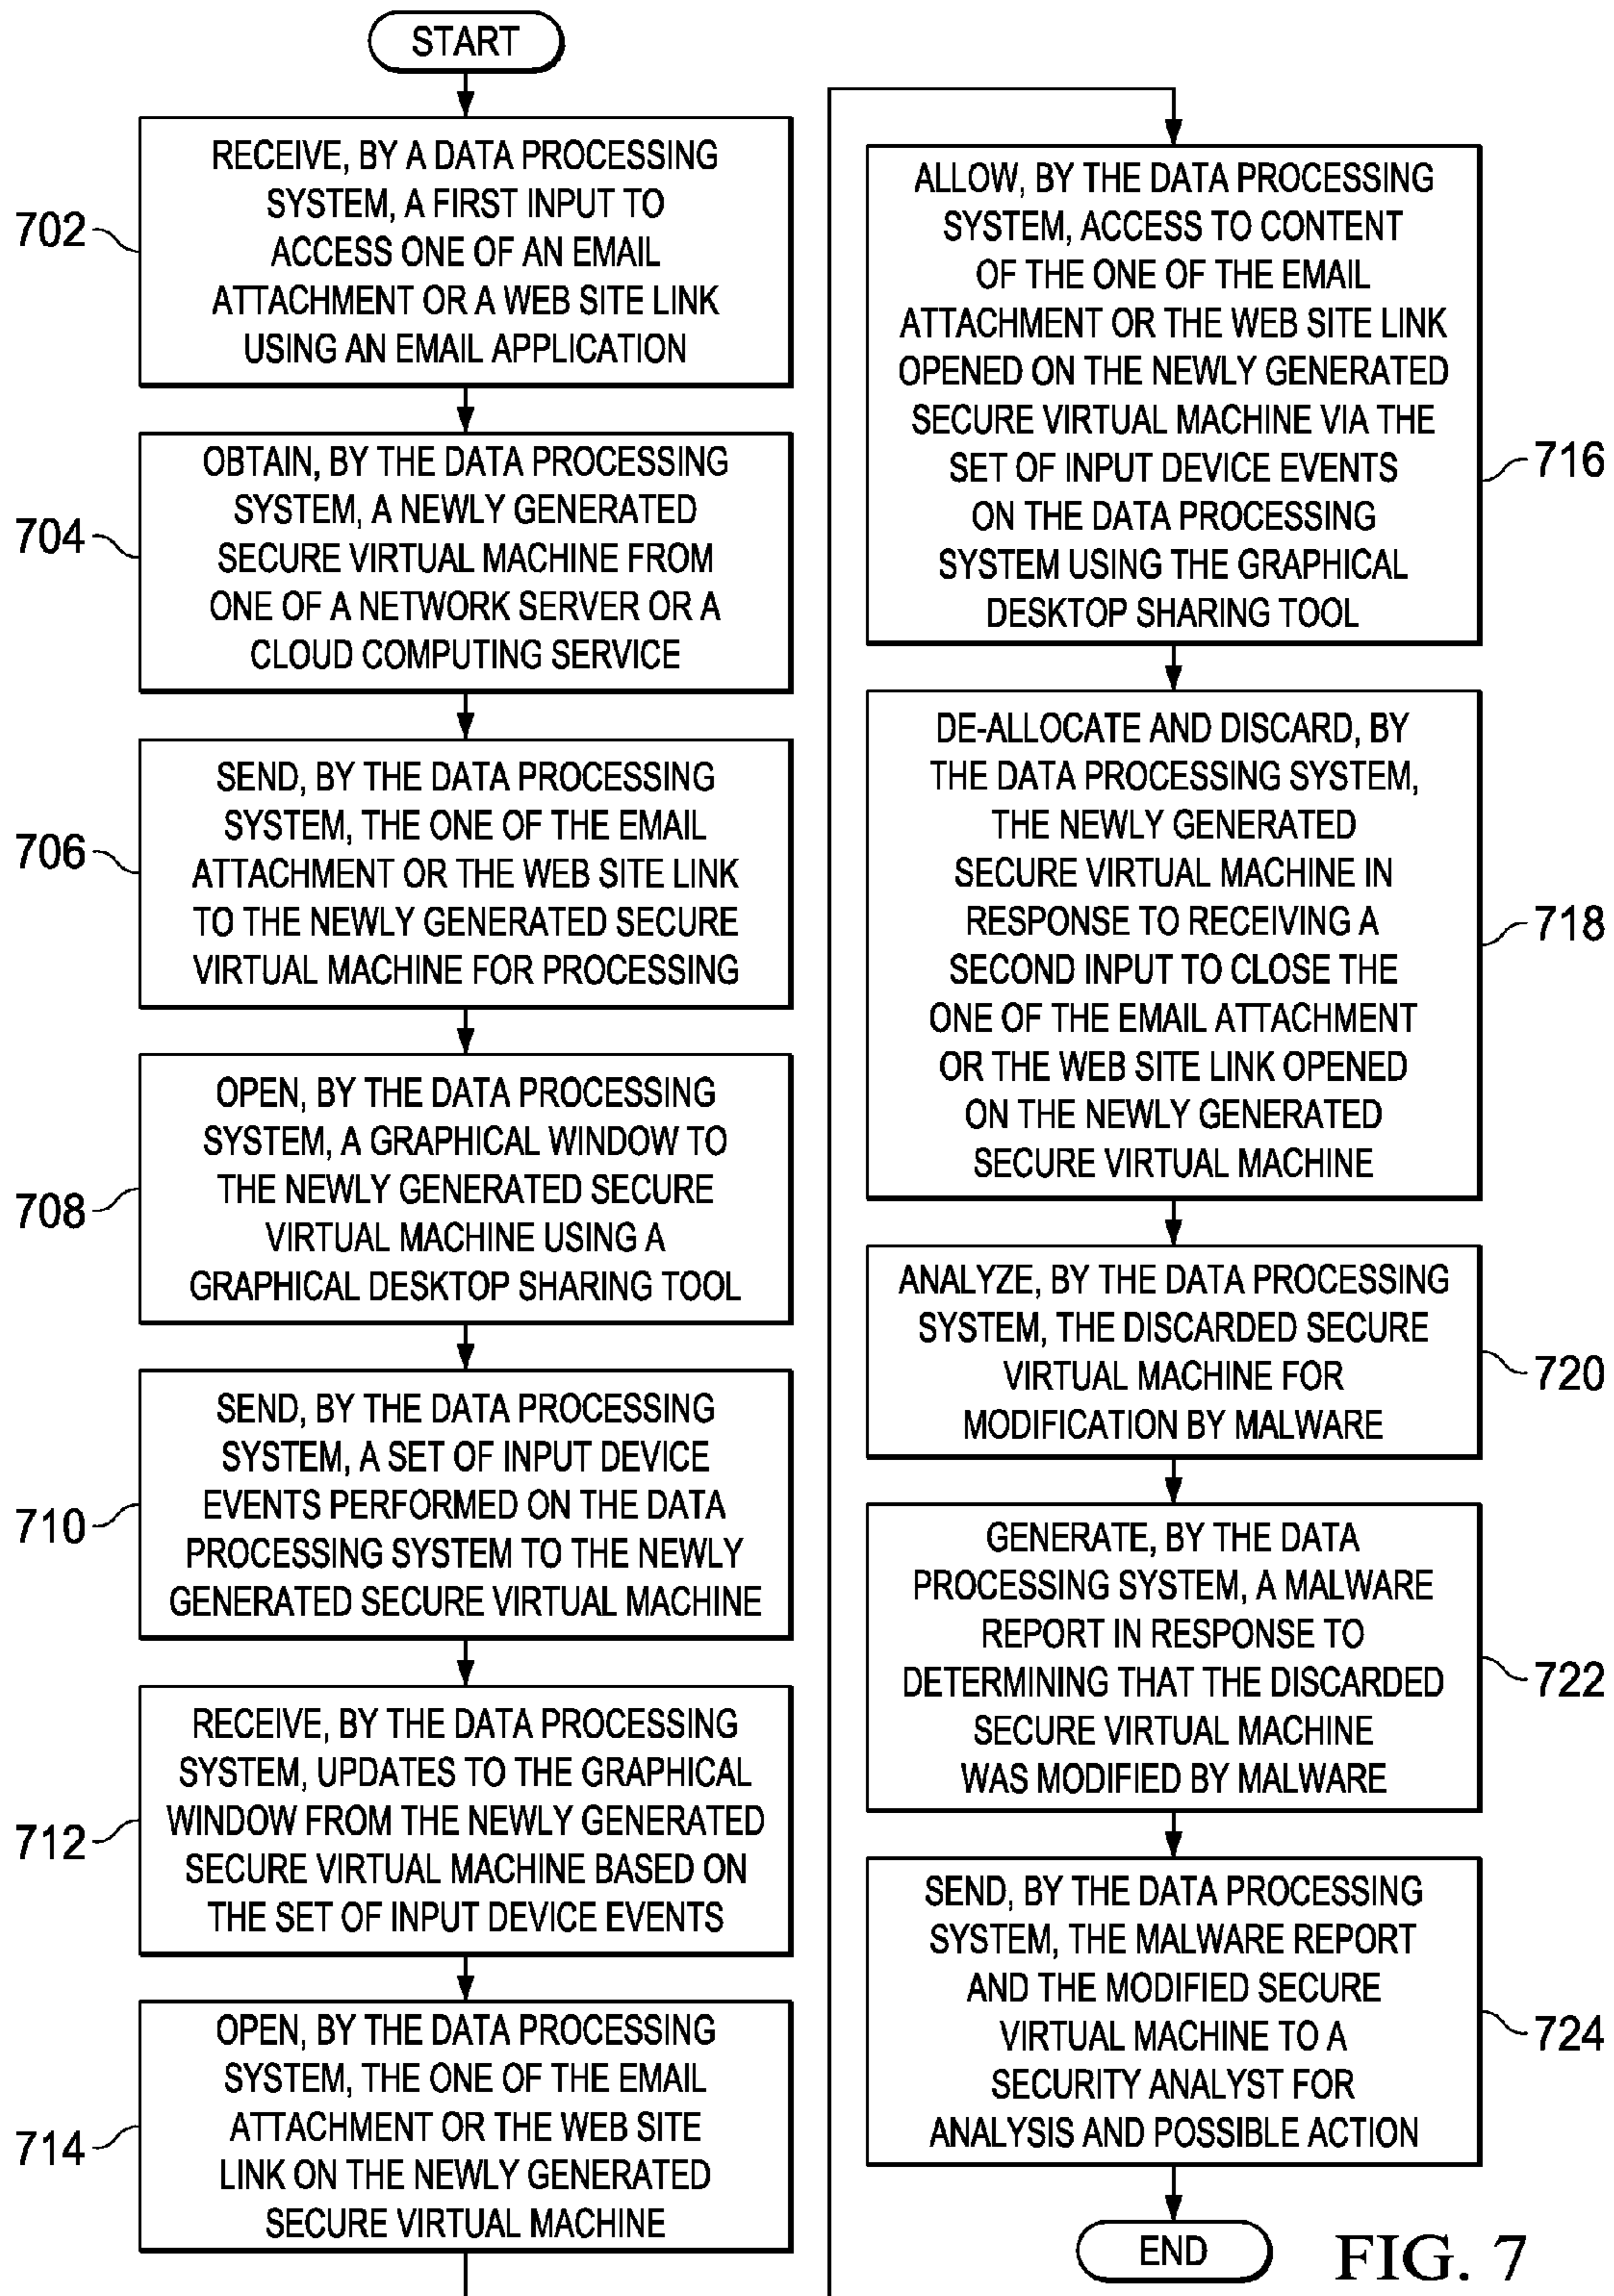 START
702
RECEIVE, BY A DATA PROCESSING
SYSTEM, A FIRST INPUT TO
ACCESS ONE OF AN EMAIL
ATTACHMENT OR A WEB SITE LINK
USING AN EMAIL APPLICATION
704
OBTAIN, BY THE DATA PROCESSING
SYSTEM, A NEWLY GENERATED
SECURE VIRTUAL MACHINE FROM
ONE OF A NETWORK SERVER OR A
CLOUD COMPUTING SERVICE
706
SEND, BY THE DATA PROCESSING
SYSTEM, THE ONE OF THE EMAIL
ATTACHMENT OR THE WEB SITE LINK
TO THE NEWLY GENERATED SECURE
VIRTUAL MACHINE FOR PROCESSING
708
OPEN, BY THE DATA PROCESSING
SYSTEM, A GRAPHICAL WINDOW TO
THE NEWLY GENERATED SECURE
VIRTUAL MACHINE USING A
GRAPHICAL DESKTOP SHARING TOOL
710
SEND, BY THE DATA PROCESSING
SYSTEM, A SET OF INPUT DEVICE
EVENTS PERFORMED ON THE DATA
PROCESSING SYSTEM TO THE NEWLY
GENERATED SECURE VIRTUAL MACHINE
712
RECEIVE, BY THE DATA PROCESSING
SYSTEM, UPDATES TO THE GRAPHICAL
WINDOW FROM THE NEWLY GENERATED
SECURE VIRTUAL MACHINE BASED ON
THE SET OF INPUT DEVICE EVENTS
714
OPEN, BY THE DATA PROCESSING
SYSTEM, THE ONE OF THE EMAIL
ATTACHMENT OR THE WEB SITE
LINK ON THE NEWLY GENERATED
SECURE VIRTUAL MACHINE
ALLOW, BY THE DATA PROCESSING
SYSTEM, ACCESS TO CONTENT
OF THE ONE OF THE EMAIL
ATTACHMENT OR THE WEB SITE LINK
OPENED ON THE NEWLY GENERATED
SECURE VIRTUAL MACHINE VIA THE
SET OF INPUT DEVICE EVENTS
ON THE DATA PROCESSING
SYSTEM USING THE GRAPHICAL
DESKTOP SHARING TOOL
716
DE-ALLOCATE AND DISCARD, BY
THE DATA PROCESSING SYSTEM,
THE NEWLY GENERATED
SECURE VIRTUAL MACHINE IN
RESPONSE TO RECEIVING A
SECOND INPUT TO CLOSE THE
ONE OF THE EMAIL ATTACHMENT
OR THE WEB SITE LINK OPENED
ON THE NEWLY GENERATED
SECURE VIRTUAL MACHINE
718
ANALYZE, BY THE DATA PROCESSING
SYSTEM, THE DISCARDED SECURE
VIRTUAL MACHINE FOR
MODIFICATION BY MALWARE
720
GENERATE, BY THE DATA
PROCESSING SYSTEM, A MALWARE
REPORT IN RESPONSE TO
DETERMINING THAT THE DISCARDED
SECURE VIRTUAL MACHINE
WAS MODIFIED BY MALWARE
722
SEND, BY THE DATA PROCESSING
SYSTEM, THE MALWARE REPORT
AND THE MODIFIED SECURE
VIRTUAL MACHINE TO A
SECURITY ANALYST FOR
ANALYSIS AND POSSIBLE ACTION
724
END
FIG. 7